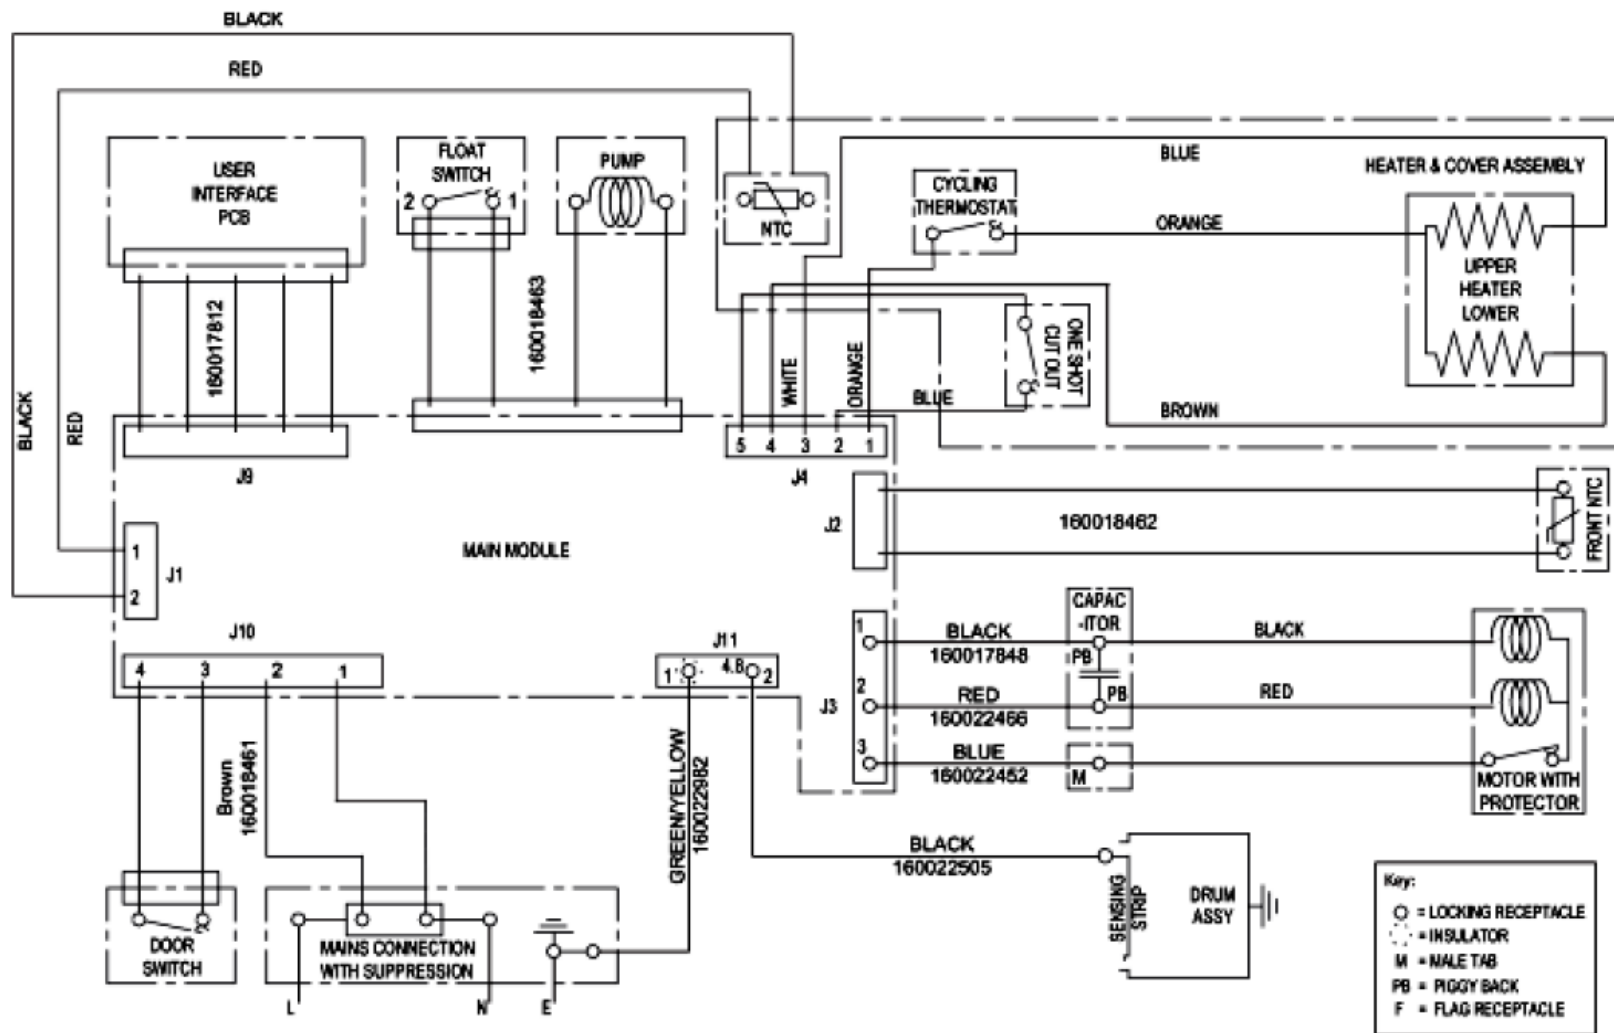 BLACK
RED
BLUE
HEATER & COVER ASSEMBLY
USER
INTERFACE
PCB
FLOAT
SWITCH
2
1
PUMP
NTC
CYCLING
THERMOSTAT
ORANGE
UPPER
HEATER
LOWER
160017812
160018463
WHITE
ORANGE
BLUE
ONE SHOT
CUT OUT
BROWN
BLACK
RED
5 4 3 2 1
J9
J4
J2
160018462
FRONT NTC
MAIN MODULE
1
2
J1
J10
4 3 2 1
J11
1 4.8 2
J3
1
2
3
BLACK
160017848
RED
160022466
BLUE
160022452
CAPAC
-ITOR
PB
PB
M
BLACK
RED
MOTOR WITH
PROTECTOR
Brown
160018461
GREEN/YELLOW
160022982
BLACK
160022505
SENSING
STRIP
DRUM
ASSY
DOOR
SWITCH
MAINS CONNECTION
WITH SUPPRESSION
L N E
Key:
= LOCKING RECEPTACLE
= INSULATOR
M = MALE TAB
PB = PIGGY BACK
F = FLAG RECEPTACLE